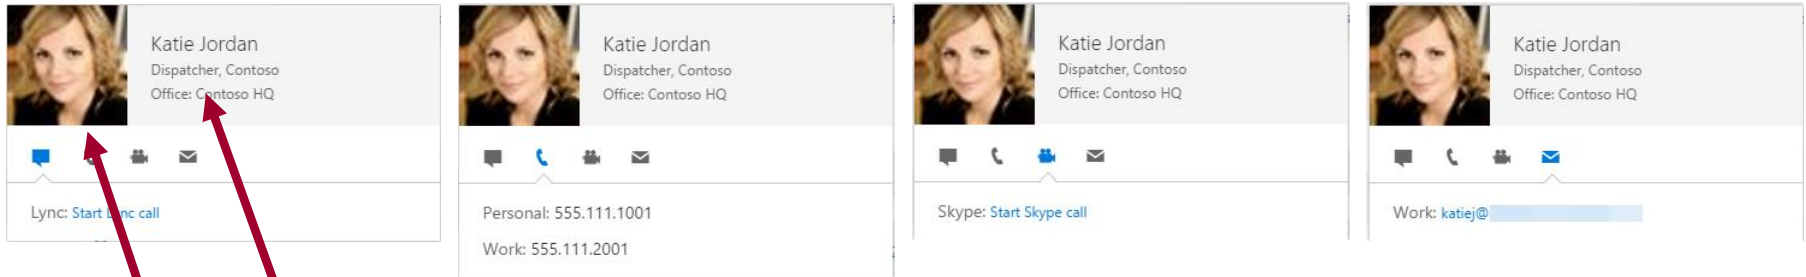 Katie Jordan
Dispatcher, Contoso
Office: Contoso HQ
Lync: Start Lync call
Katie Jordan
Dispatcher, Contoso
Office: Contoso HQ
Personal: 555.111.1001
Work: 555.111.2001
Katie Jordan
Dispatcher, Contoso
Office: Contoso HQ
Skype: Start Skype call
Katie Jordan
Dispatcher, Contoso
Office: Contoso HQ
Work: katiej@